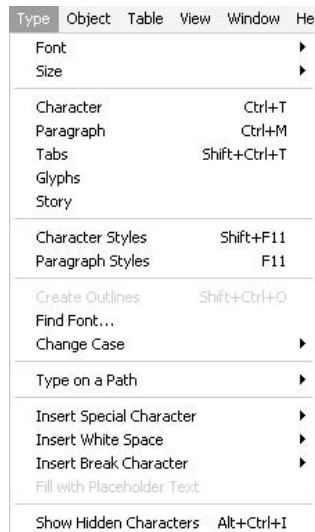 Type Object Table View Window He
Font
Size
Character Ctrl+T
Paragraph Ctrl+M
Tabs Shift+Ctrl+T
Glyphs
Story
Character Styles Shift+F11
Paragraph Styles F11
Create Outlines Shift+Ctrl+O
Find Font...
Change Case
Type on a Path
Insert Special Character
Insert White Space
Insert Break Character
Fill with Placeholder Text
Show Hidden Characters Alt+Ctrl+I